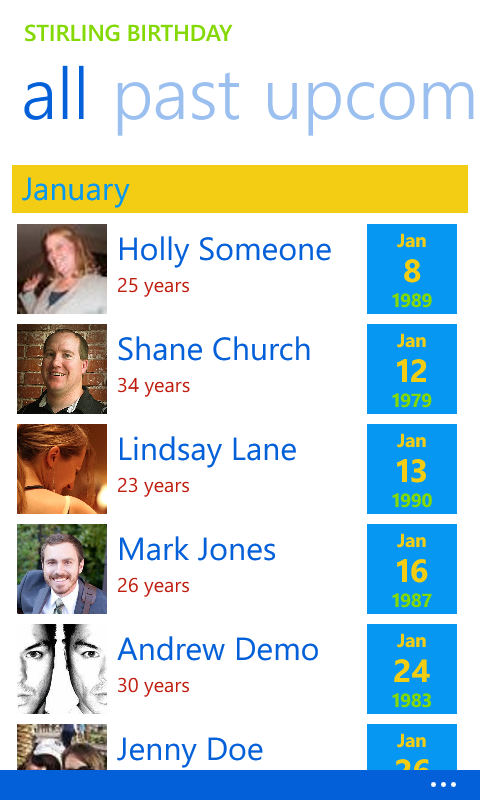 STIRLING BIRTHDAY
all past upcom
January
Holly Someone
25 years
Jan
8
1989
Shane Church
34 years
Jan
12
1979
Lindsay Lane
23 years
Jan
13
1990
Mark Jones
26 years
Jan
16
1987
Andrew Demo
30 years
Jan
24
1983
Jenny Doe
Jan
26